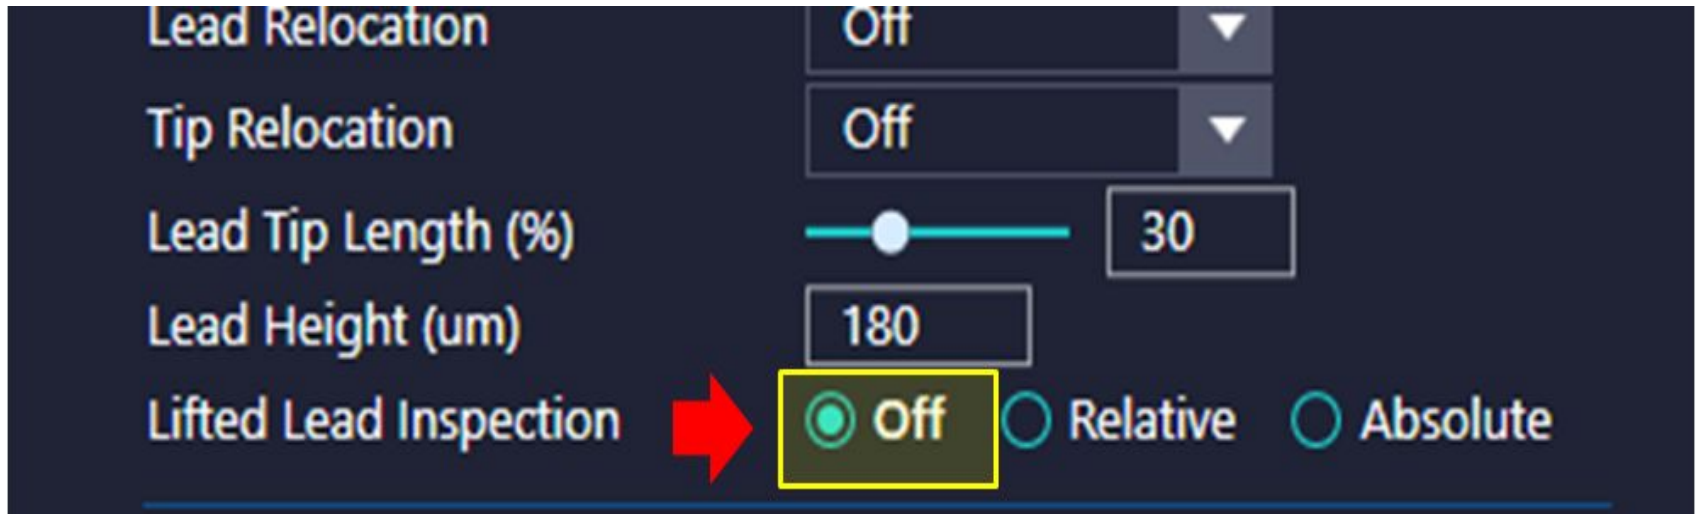 Lead Relocation Off
Tip Relocation Off
Lead Tip Length (%) 30
Lead Height (um) 180
Lifted Lead Inspection Off Relative Absolute